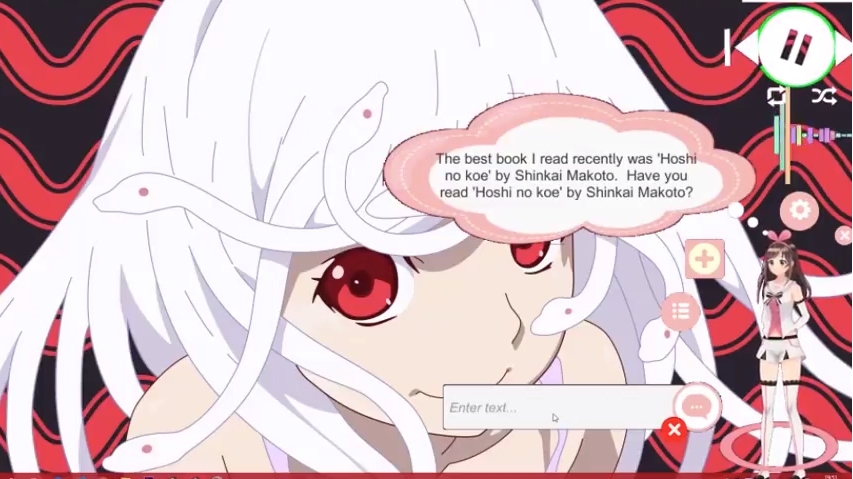 The best book I read recently was 'Hoshi
no koe' by Shinkai Makoto.  Have you
read 'Hoshi no koe' by Shinkai Makoto?
Enter text...